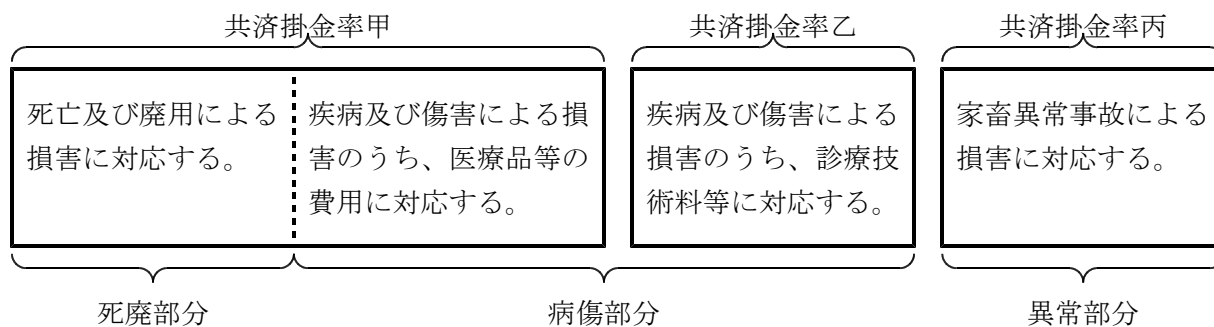 共済掛金率甲
共済掛金率乙
共済掛金率丙
死亡及び廃用による
損害に対応する。
疾病及び傷害による損
害のうち、医療品等の
費用に対応する。
疾病及び傷害による
損害のうち、診療技
術料等に対応する。
家畜異常事故による
損害に対応する。
死廃部分
病傷部分
異常部分